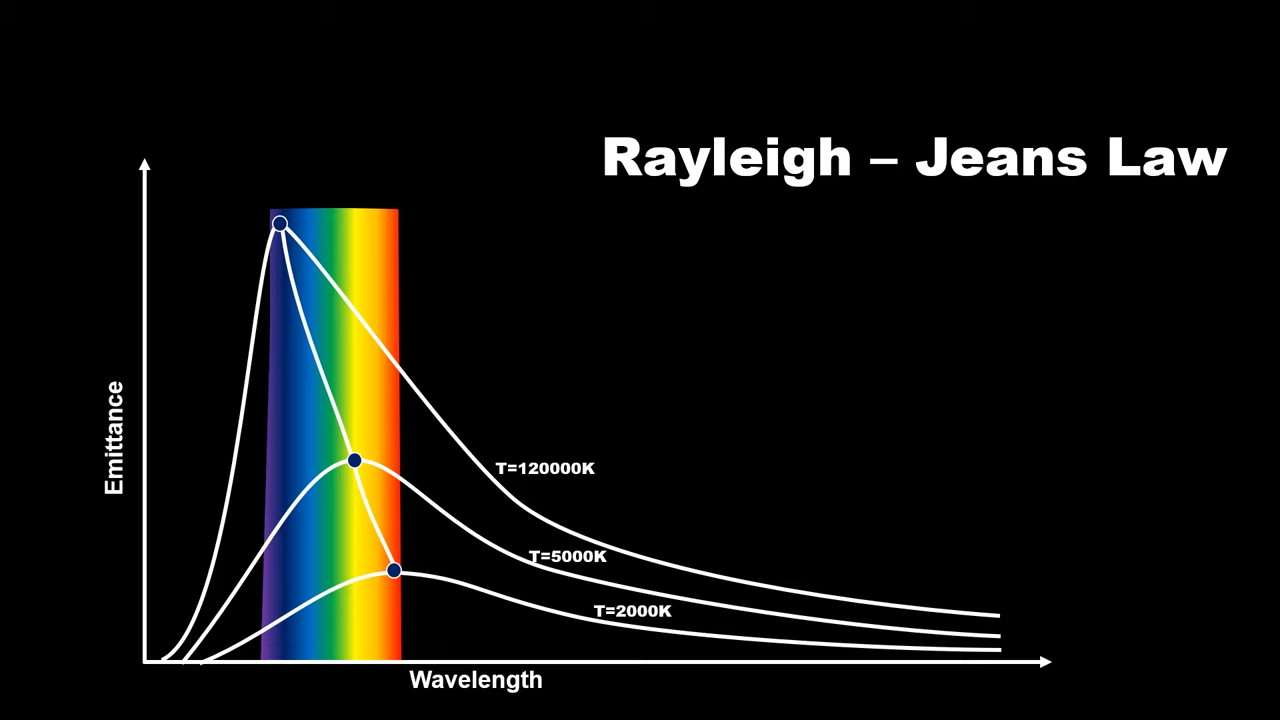 Rayleigh – Jeans Law
Emittance
T=120000K
T=5000K
T=2000K
Wavelength